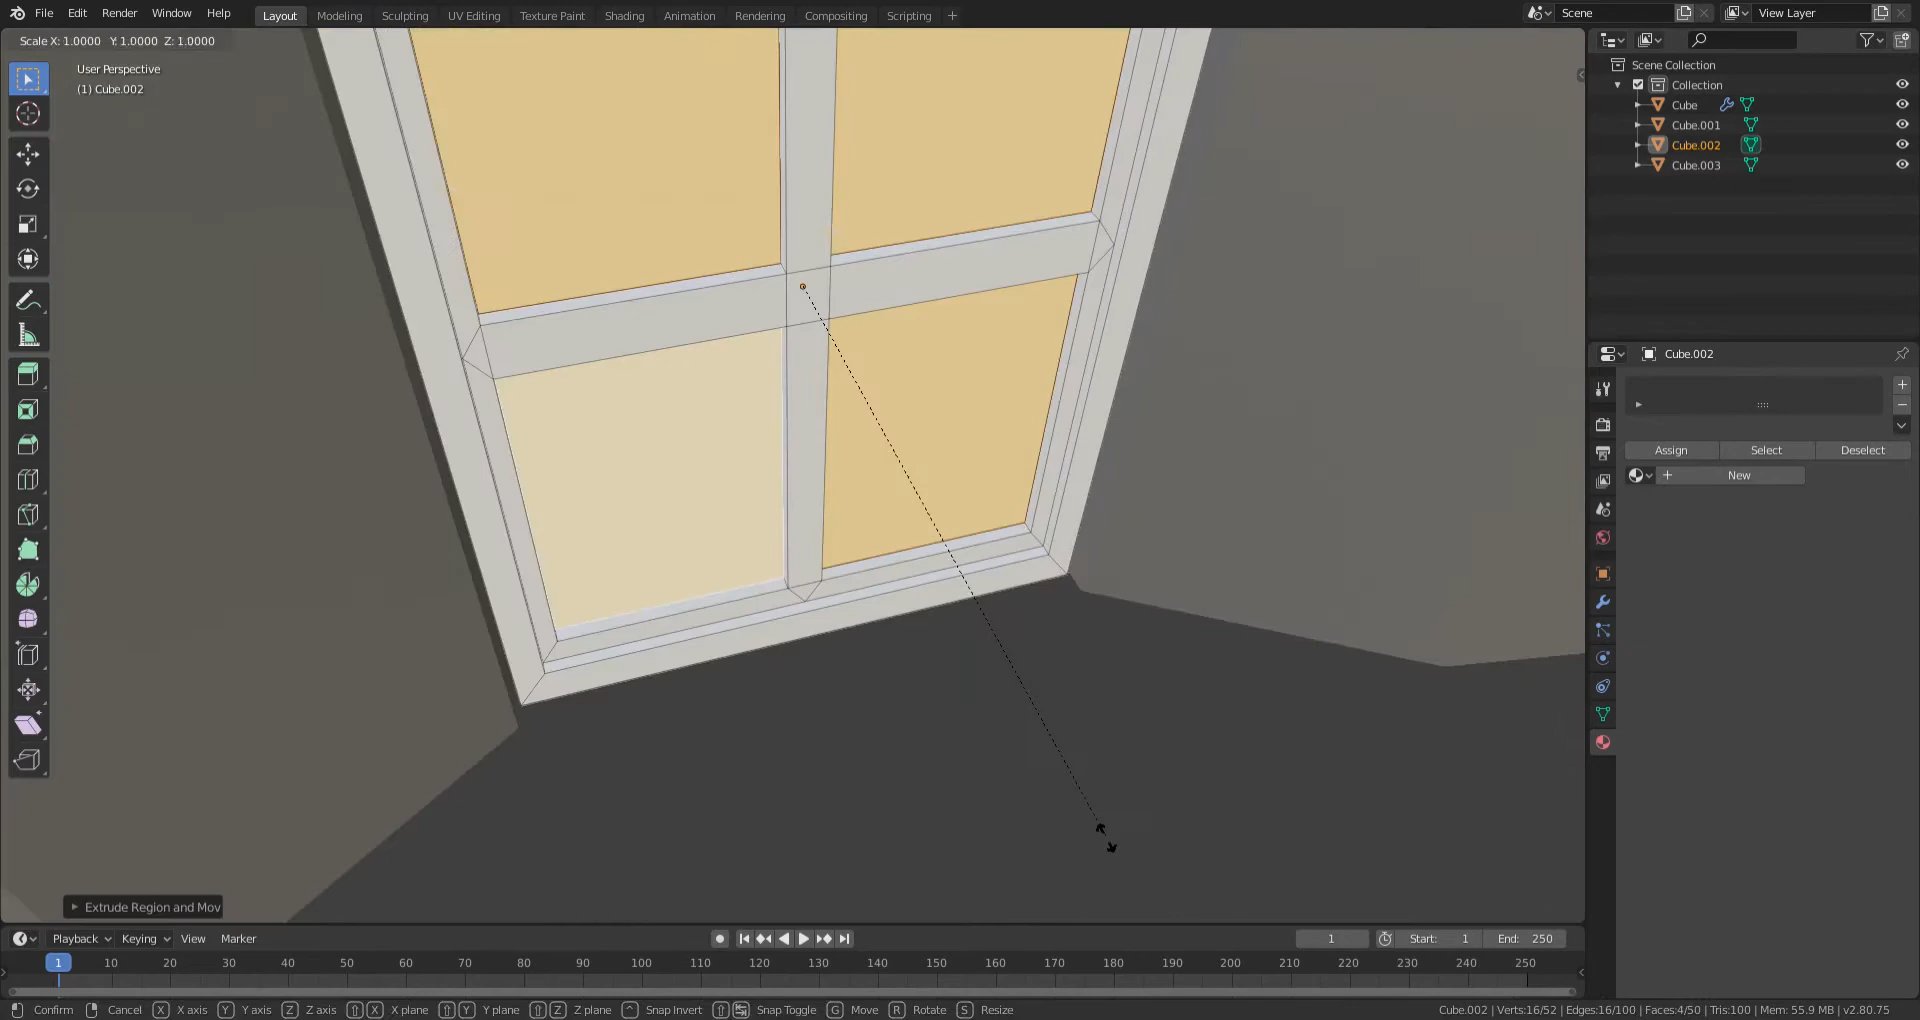 File Edit Render Window Help Layout Modeling Sculpting UV Editing Texture Paint Shading Animation Rendering Compositing Scripting + Scene View Layer
Scale X: 1.0000 Y: 1.0000 Z: 1.0000
User Perspective
(1) Cube.002
Scene Collection
Collection
Cube
Cube.001
Cube.002
Cube.003
Cube.002
Assign Select Deselect
+ New
Extrude Region and Mov
Playback Keying View Marker 1 Start: 1 End: 250
1 10 20 30 40 50 60 70 80 90 100 110 120 130 140 150 160 170 180 190 200 210 220 230 240 250
Confirm Cancel X X axis Y Y axis Z Z axis X X plane Y Y plane Z Z plane ^ Snap Invert Snap Toggle G Move R Rotate S Resize Cube.002 | Verts:16/52 | Edges:16/100 | Faces:4/50 | Tris:100 | Mem: 55.9 MB | v2.80.75